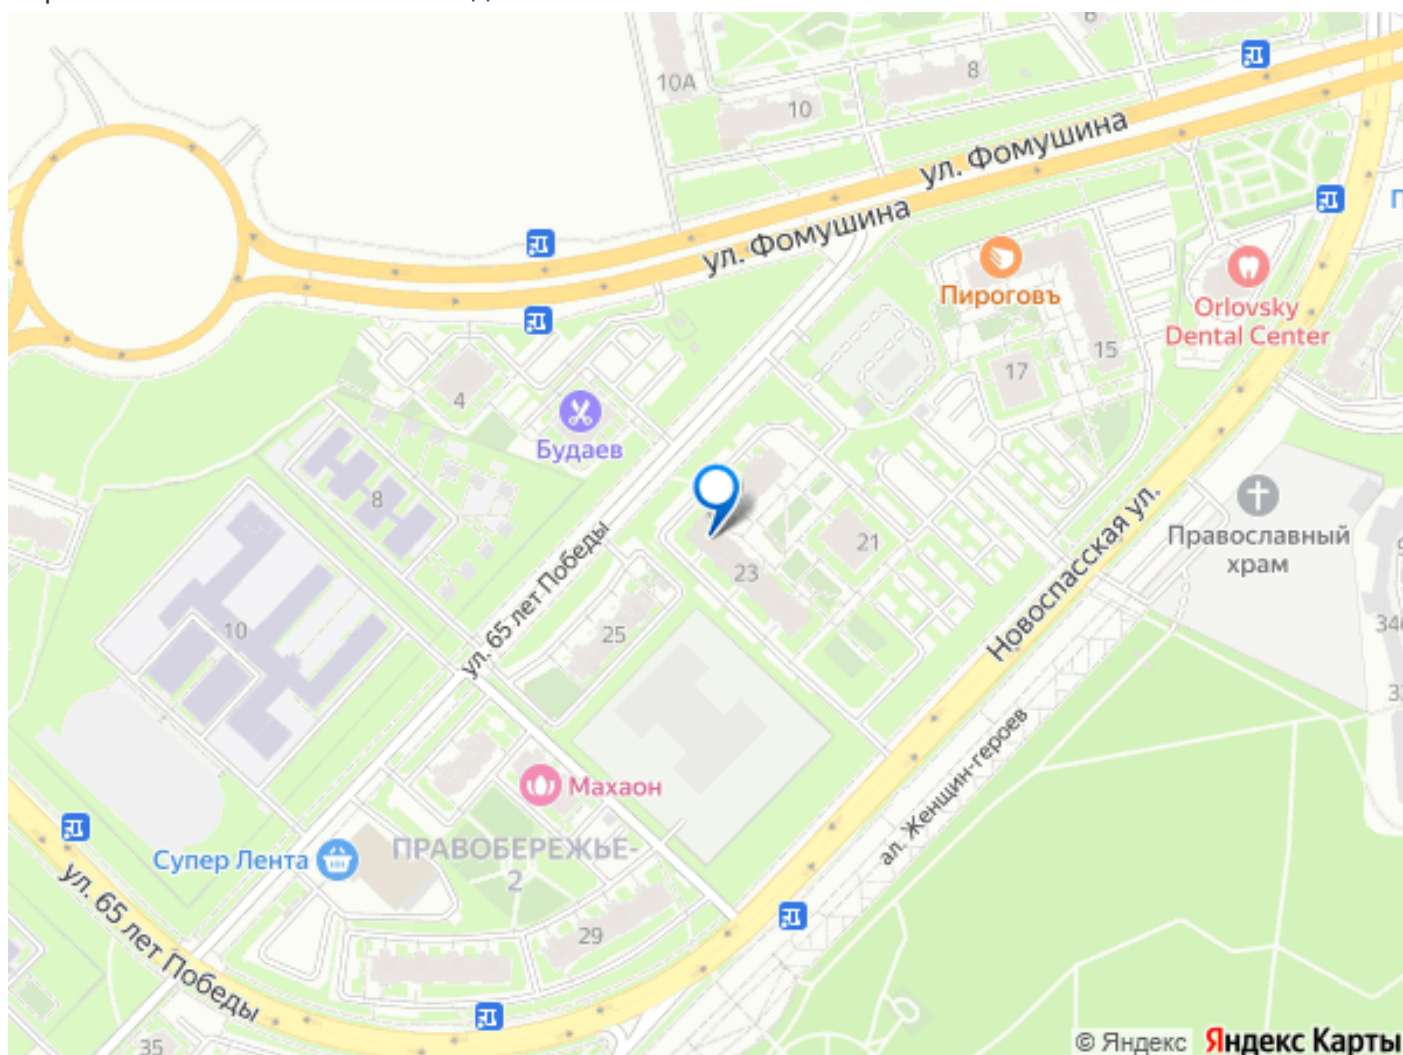 6
10А
8
10
ул. Фомушина
ул. Фомушина
Пироговъ
Orlovsky
Dental Center
15
17
4
Будаев
8
21
23
Православный
храм
Новоспасская ул.
ул. 65 лет Победы
25
10
ал. Женщин-героев
Махаон
ПРАВОБЕРЕЖЬЕ-
2
Супер Лента
ул. 65 лет Победы
29
35
© Яндекс Яндекс Карты